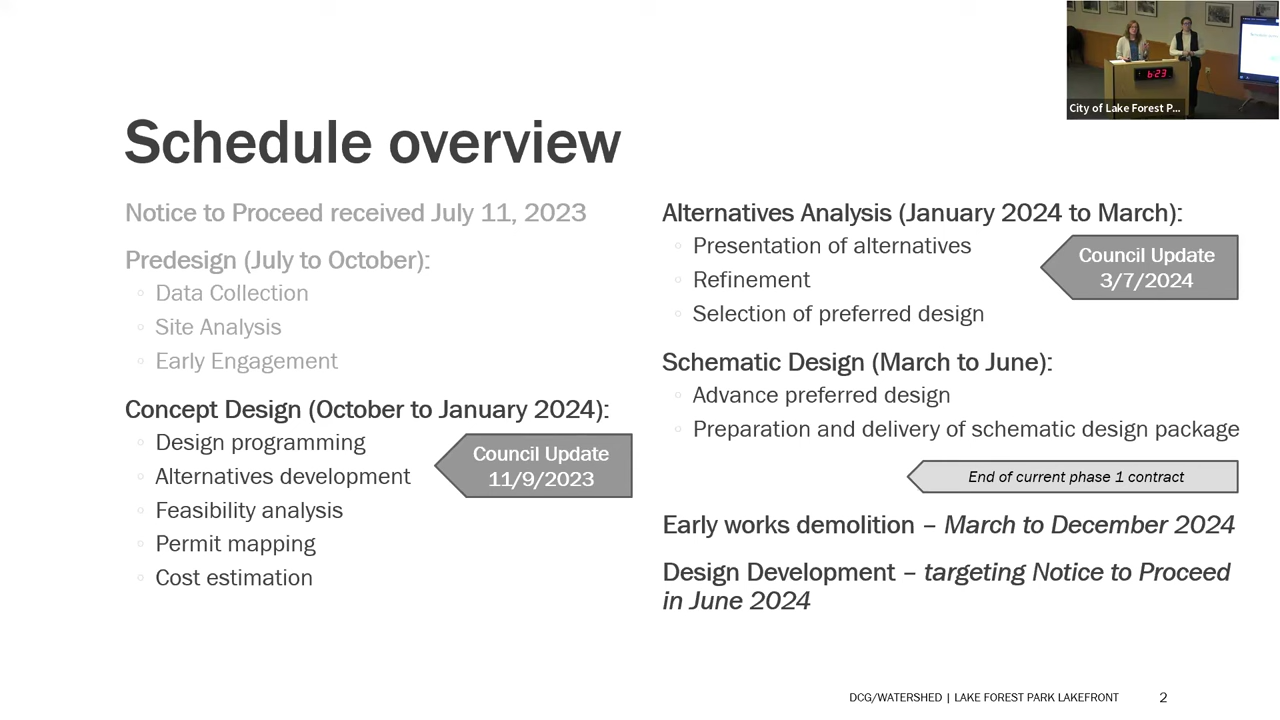 6:23
City of Lake Forest P...
Schedule overview
Notice to Proceed received July 11, 2023
Predesign (July to October):
Data Collection
Site Analysis
Early Engagement
Concept Design (October to January 2024):
Design programming
Alternatives development
Feasibility analysis
Permit mapping
Cost estimation
Council Update
11/9/2023
Alternatives Analysis (January 2024 to March):
Presentation of alternatives
Refinement
Selection of preferred design
Council Update
3/7/2024
Schematic Design (March to June):
Advance preferred design
Preparation and delivery of schematic design package
End of current phase 1 contract
Early works demolition – March to December 2024
Design Development – targeting Notice to Proceed
in June 2024
DCG/WATERSHED | LAKE FOREST PARK LAKEFRONT
2